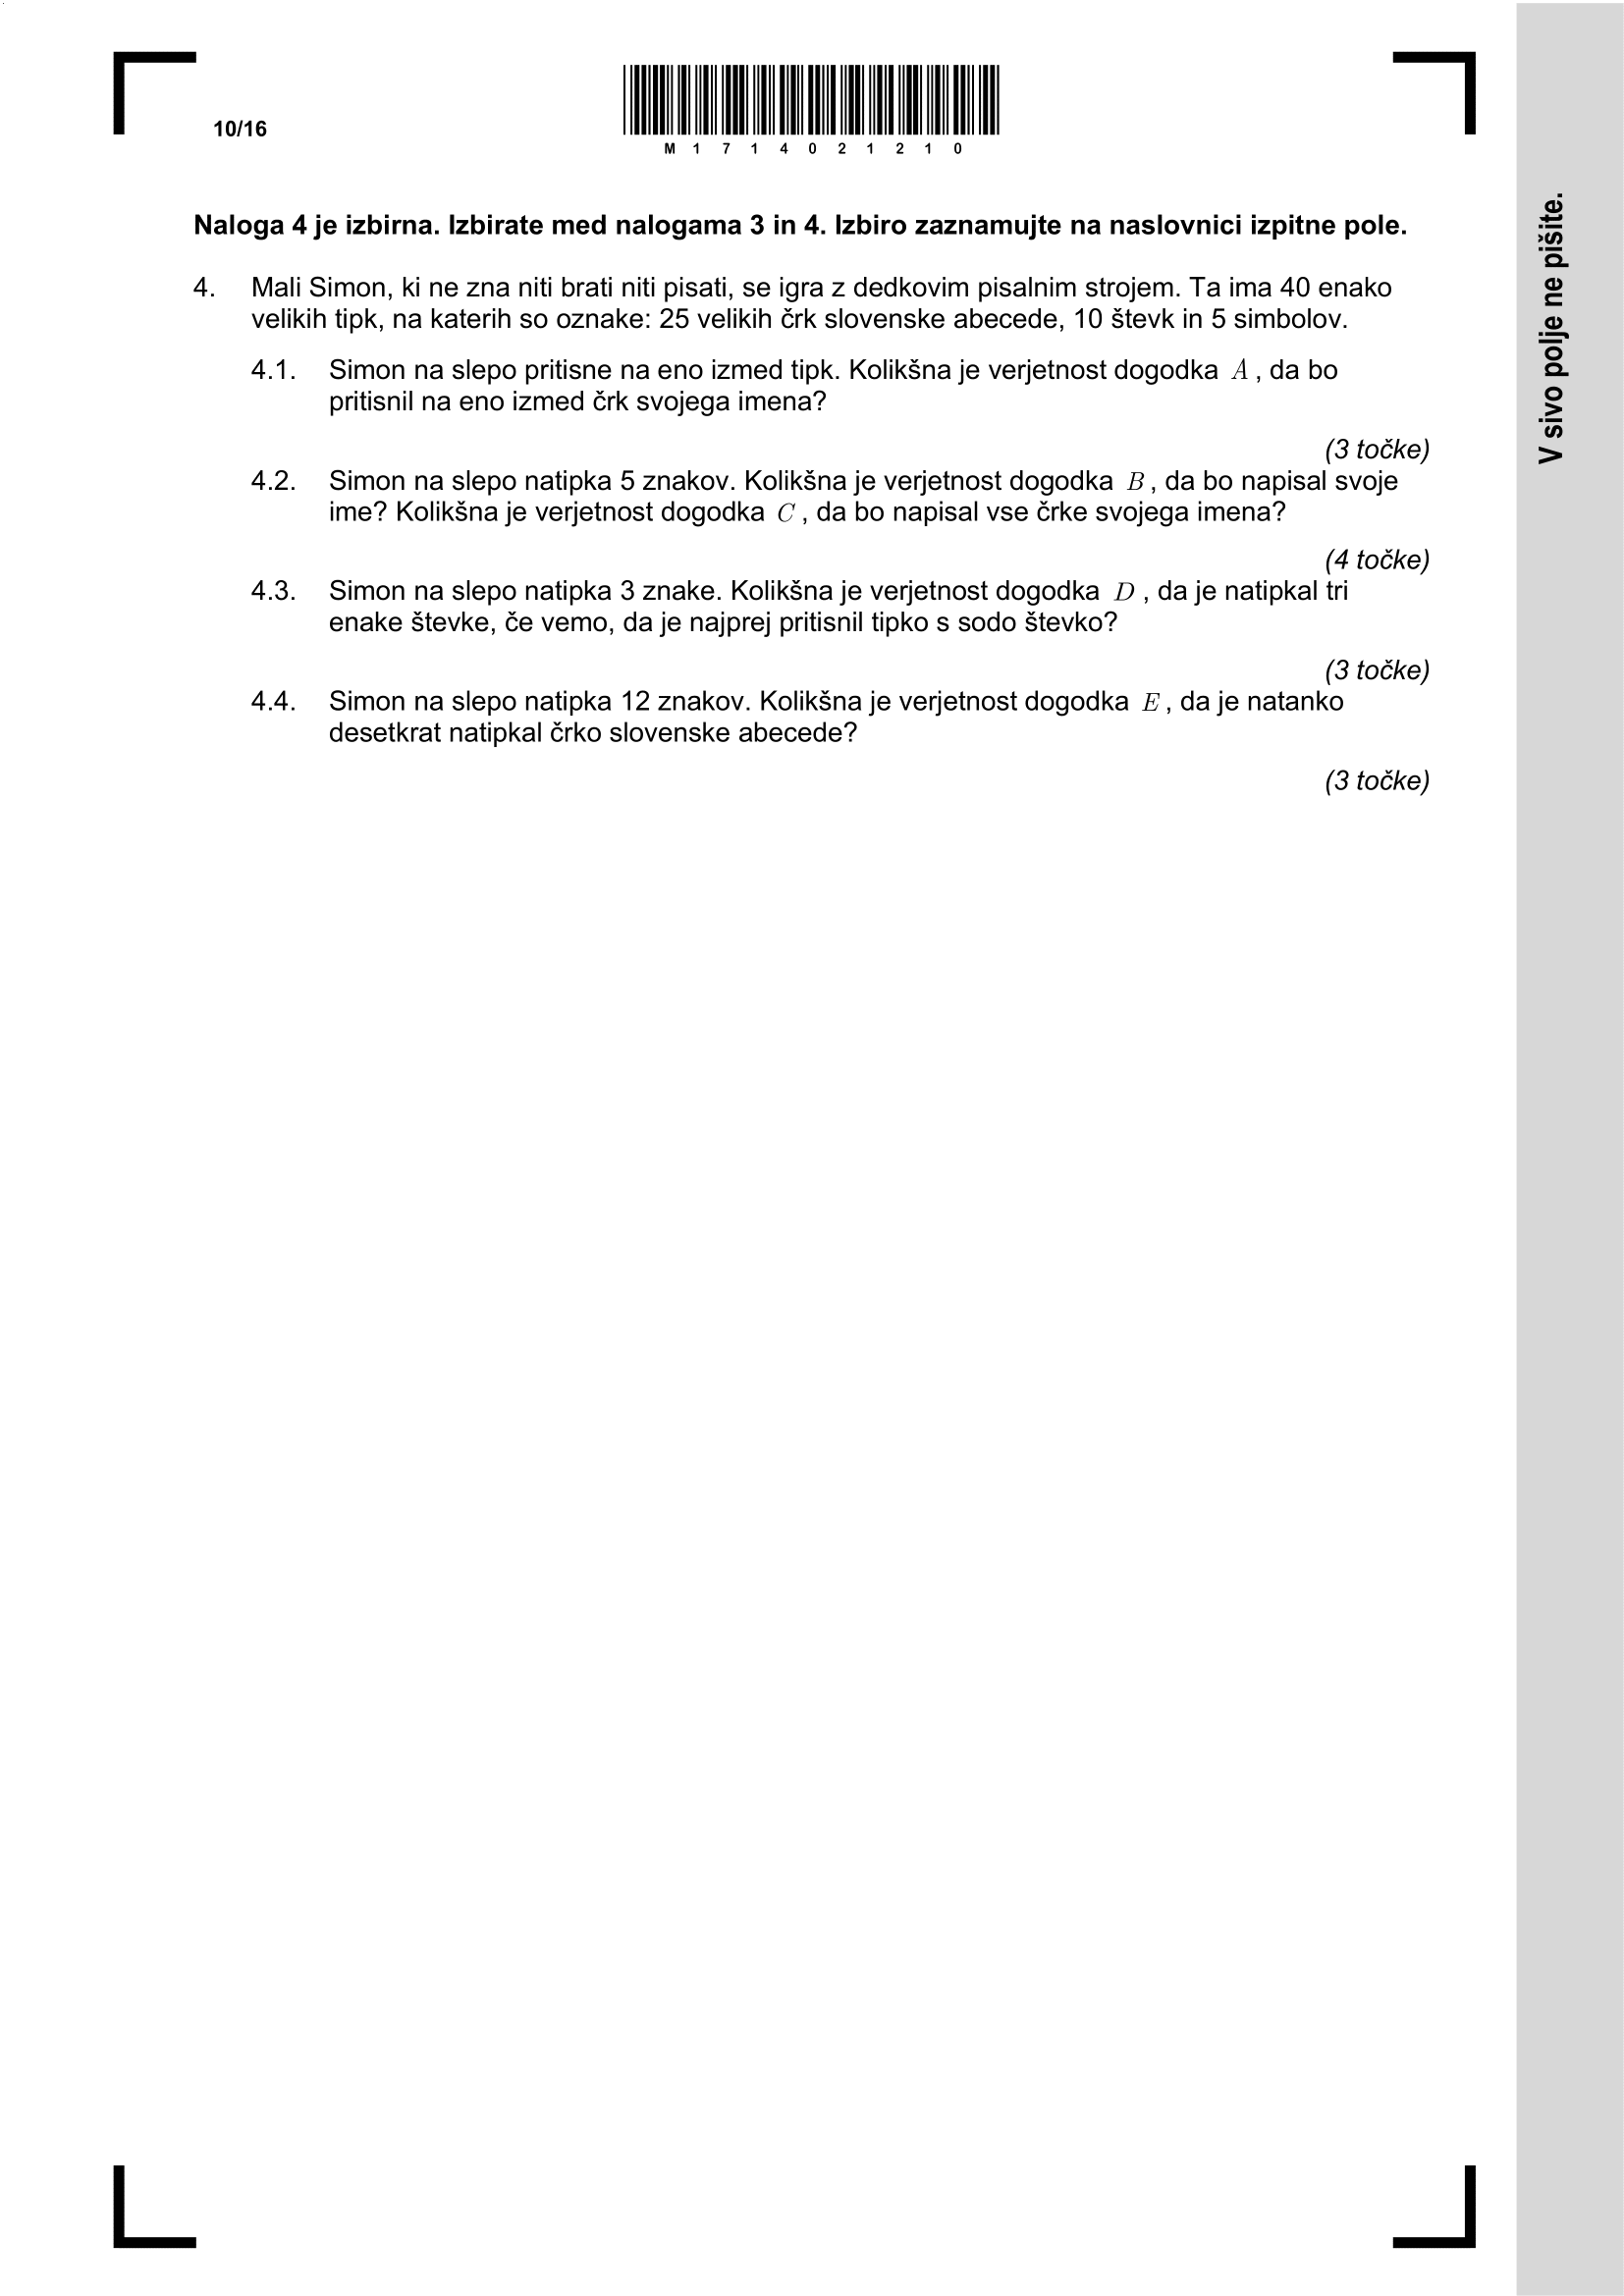 10/16
M 1 7 1 4 0 2 1 2 1 0
V sivo polje ne pišite.
Naloga 4 je izbirna. Izbirate med nalogama 3 in 4. Izbiro zaznamujte na naslovnici izpitne pole.
4. Mali Simon, ki ne zna niti brati niti pisati, se igra z dedkovim pisalnim strojem. Ta ima 40 enako
velikih tipk, na katerih so oznake: 25 velikih črk slovenske abecede, 10 števk in 5 simbolov.
4.1. Simon na slepo pritisne na eno izmed tipk. Kolikšna je verjetnost dogodka A, da bo
pritisnil na eno izmed črk svojega imena?
(3 točke)
4.2. Simon na slepo natipka 5 znakov. Kolikšna je verjetnost dogodka B, da bo napisal svoje
ime? Kolikšna je verjetnost dogodka C, da bo napisal vse črke svojega imena?
(4 točke)
4.3. Simon na slepo natipka 3 znake. Kolikšna je verjetnost dogodka D, da je natipkal tri
enake števke, če vemo, da je najprej pritisnil tipko s sodo števko?
(3 točke)
4.4. Simon na slepo natipka 12 znakov. Kolikšna je verjetnost dogodka E, da je natanko
desetkrat natipkal črko slovenske abecede?
(3 točke)